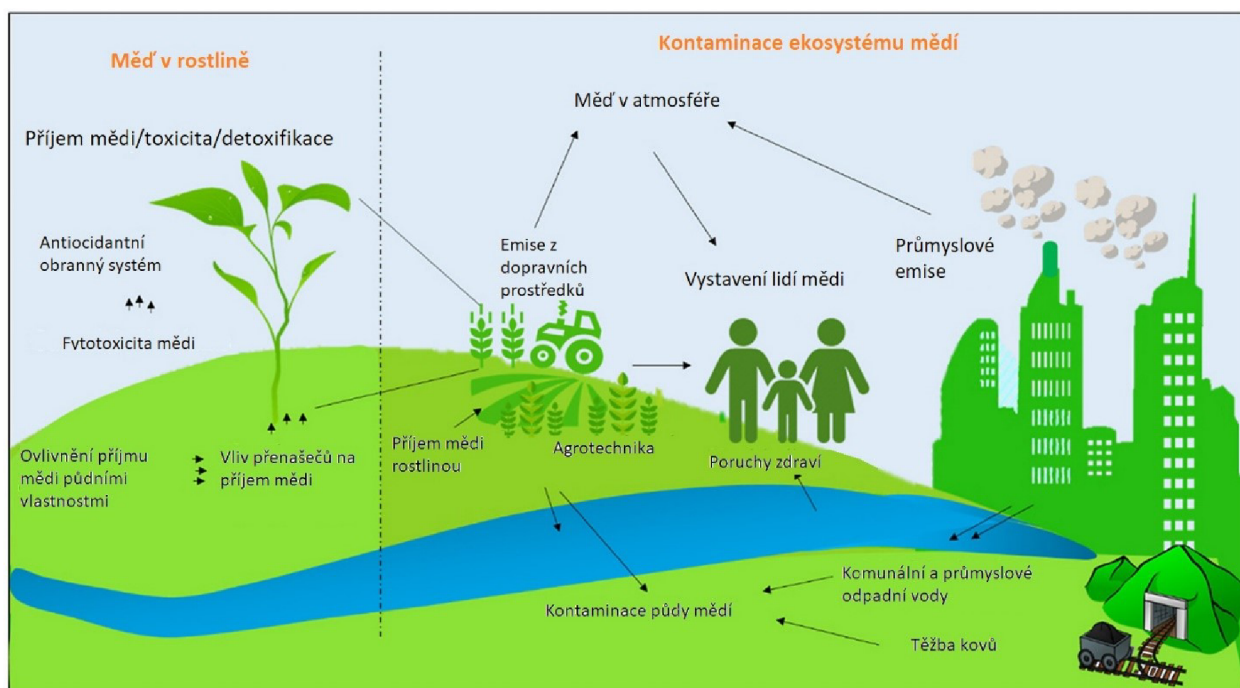 Měď v rostlině
Kontaminace ekosystému mědí
Příjem mědi/toxicita/detoxifikace
Antiocidantní
obranný systém
Fytotoxicita mědi
Ovlivnění příjmu
mědi půdními
vlastnostmi
Vliv přenašečů na
příjem mědi
Měď v atmosféře
Emise z
dopravních
prostředků
Vystavení lidí mědi
Průmyslové
emise
Příjem mědi
rostlinou
Agrotechnika
Poruchy zdraví
Komunální a průmyslové
odpadní vody
Kontaminace půdy mědí
Těžba kovů